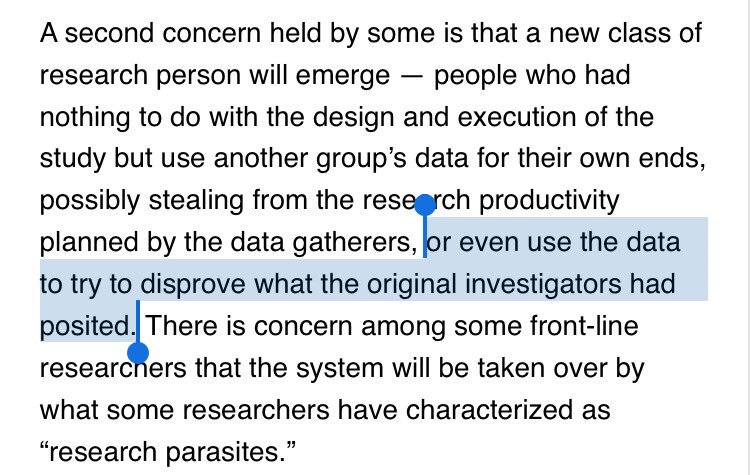 A second concern held by some is that a new class of
research person will emerge — people who had
nothing to do with the design and execution of the
study but use another group’s data for their own ends,
possibly stealing from the research productivity
planned by the data gatherers, or even use the data
to try to disprove what the original investigators had
posited. There is concern among some front-line
researchers that the system will be taken over by
what some researchers have characterized as
“research parasites.”